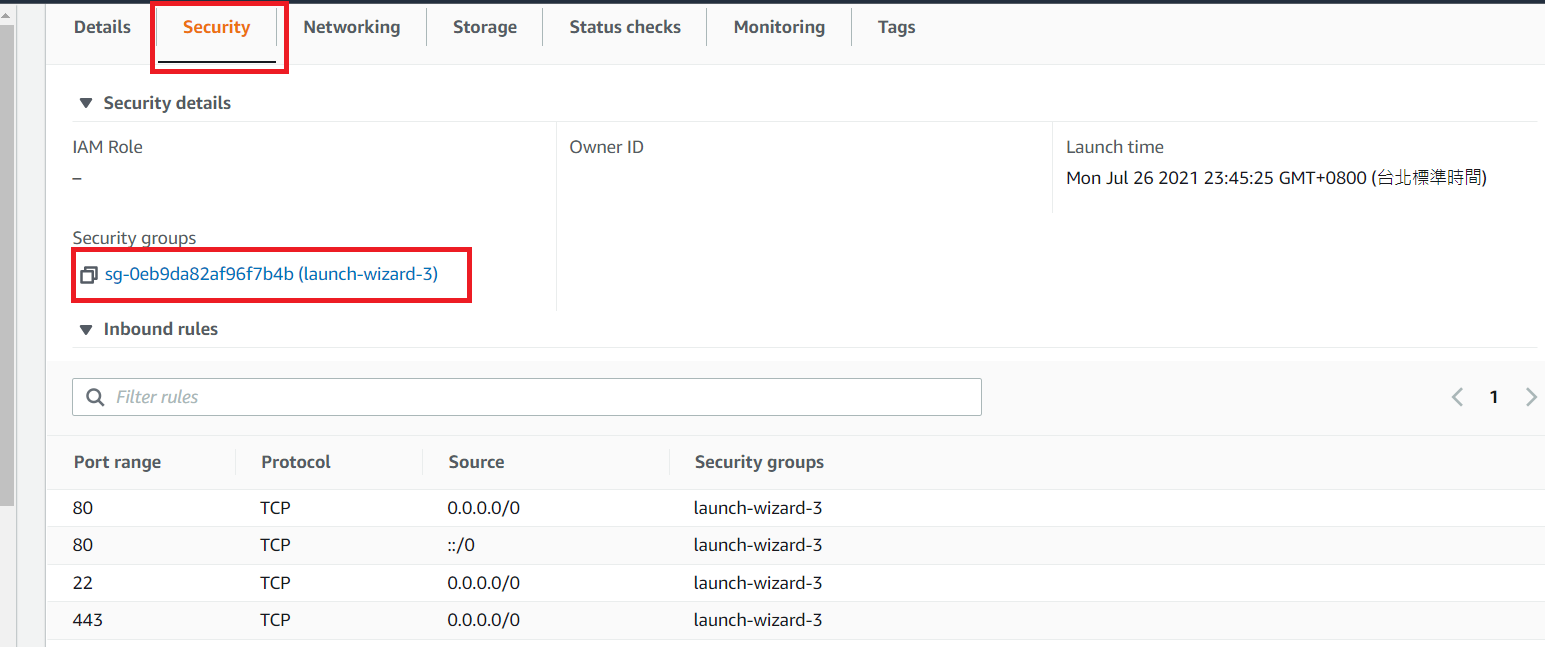 Details Security Networking Storage Status checks Monitoring Tags
Security details
IAM Role Owner ID Launch time
– Mon Jul 26 2021 23:45:25 GMT+0800 (台北標準時間)
Security groups
sg-0eb9da82af96f7b4b (launch-wizard-3)
Inbound rules
Filter rules 1
Port range Protocol Source Security groups
80 TCP 0.0.0.0/0 launch-wizard-3
80 TCP ::/0 launch-wizard-3
22 TCP 0.0.0.0/0 launch-wizard-3
443 TCP 0.0.0.0/0 launch-wizard-3